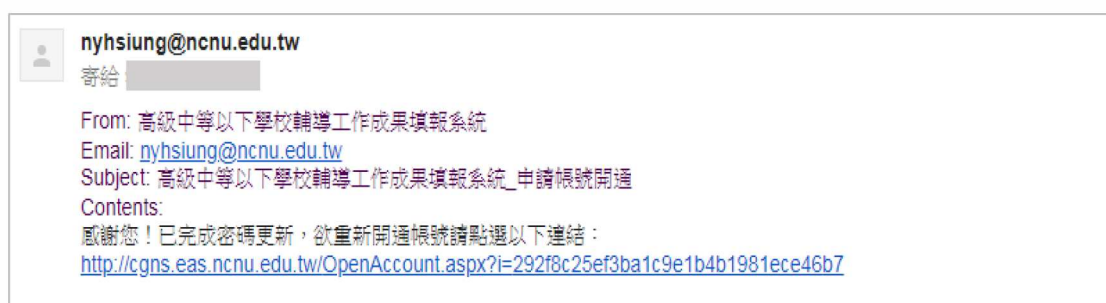 nyhsiung@ncnu.edu.tw
寄給
From: 高級中等以下學校輔導工作成果填報系統
Email: nyhsiung@ncnu.edu.tw
Subject: 高級中等以下學校輔導工作成果填報系統_申請帳號開通
Contents:
感謝您！已完成密碼更新，欲重新開通帳號請點選以下連結：
http://cgns.eas.ncnu.edu.tw/OpenAccount.aspx?i=292f8c25ef3ba1c9e1b4b1981ece46b7